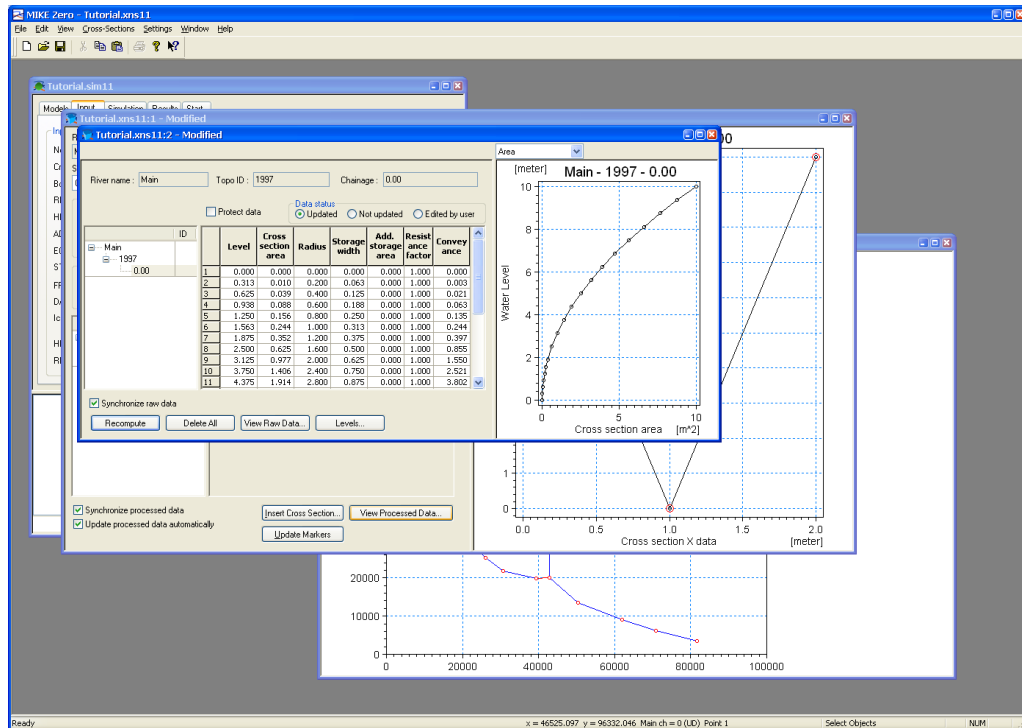 MIKE Zero - Tutorial.xns11
File Edit View Cross-Sections Settings Window Help
Tutorial.sim11
Models Input Simulation Results Start
Tutorial.xns11:1 - Modified
Tutorial.xns11:2 - Modified
Area
River name : Main Topo ID : 1997 Chainage : 0.00
Protect data
Data status
Updated Not updated Edited by user
ID
Main
1997
0.00
Level Cross section area Radius Storage width Add. storage area Resist ance factor Convey ance
1 0.000 0.000 0.000 0.000 0.000 1.000 0.000
2 0.313 0.010 0.200 0.063 0.000 1.000 0.003
3 0.625 0.039 0.400 0.125 0.000 1.000 0.021
4 0.938 0.088 0.600 0.188 0.000 1.000 0.063
5 1.250 0.156 0.800 0.250 0.000 1.000 0.135
6 1.563 0.244 1.000 0.313 0.000 1.000 0.244
7 1.875 0.352 1.200 0.375 0.000 1.000 0.397
8 2.500 0.625 1.600 0.500 0.000 1.000 0.855
9 3.125 0.977 2.000 0.625 0.000 1.000 1.550
10 3.750 1.406 2.400 0.750 0.000 1.000 2.521
11 4.375 1.914 2.800 0.875 0.000 1.000 3.802
Synchronize raw data
Recompute Delete All View Raw Data... Levels...
[meter] Main - 1997 - 0.00
Water Level
10
8
6
4
2
0
0 5 10
Cross section area [m^2]
Synchronize processed data
Update processed data automatically
Insert Cross Section... View Processed Data...
Update Markers
1
0
0.0 0.5 1.0 1.5 2.0
Cross section X data [meter]
20000
10000
0
0 20000 40000 60000 80000 100000
Ready x = 46525.097 y = 96332.046 Main ch = 0 (UD) Point 1 Select Objects NUM